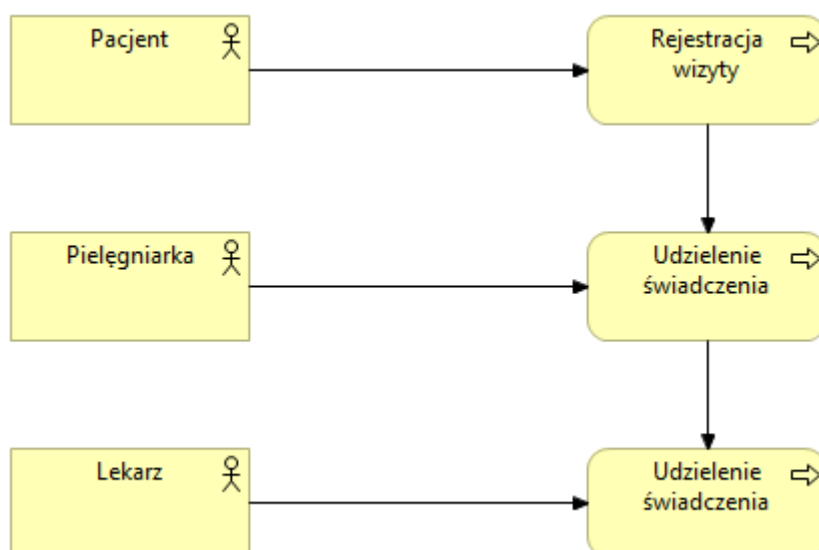 Pacjent
Rejestracja
wizyty
Pielęgniarka
Udzielenie
świadczenia
Lekarz
Udzielenie
świadczenia